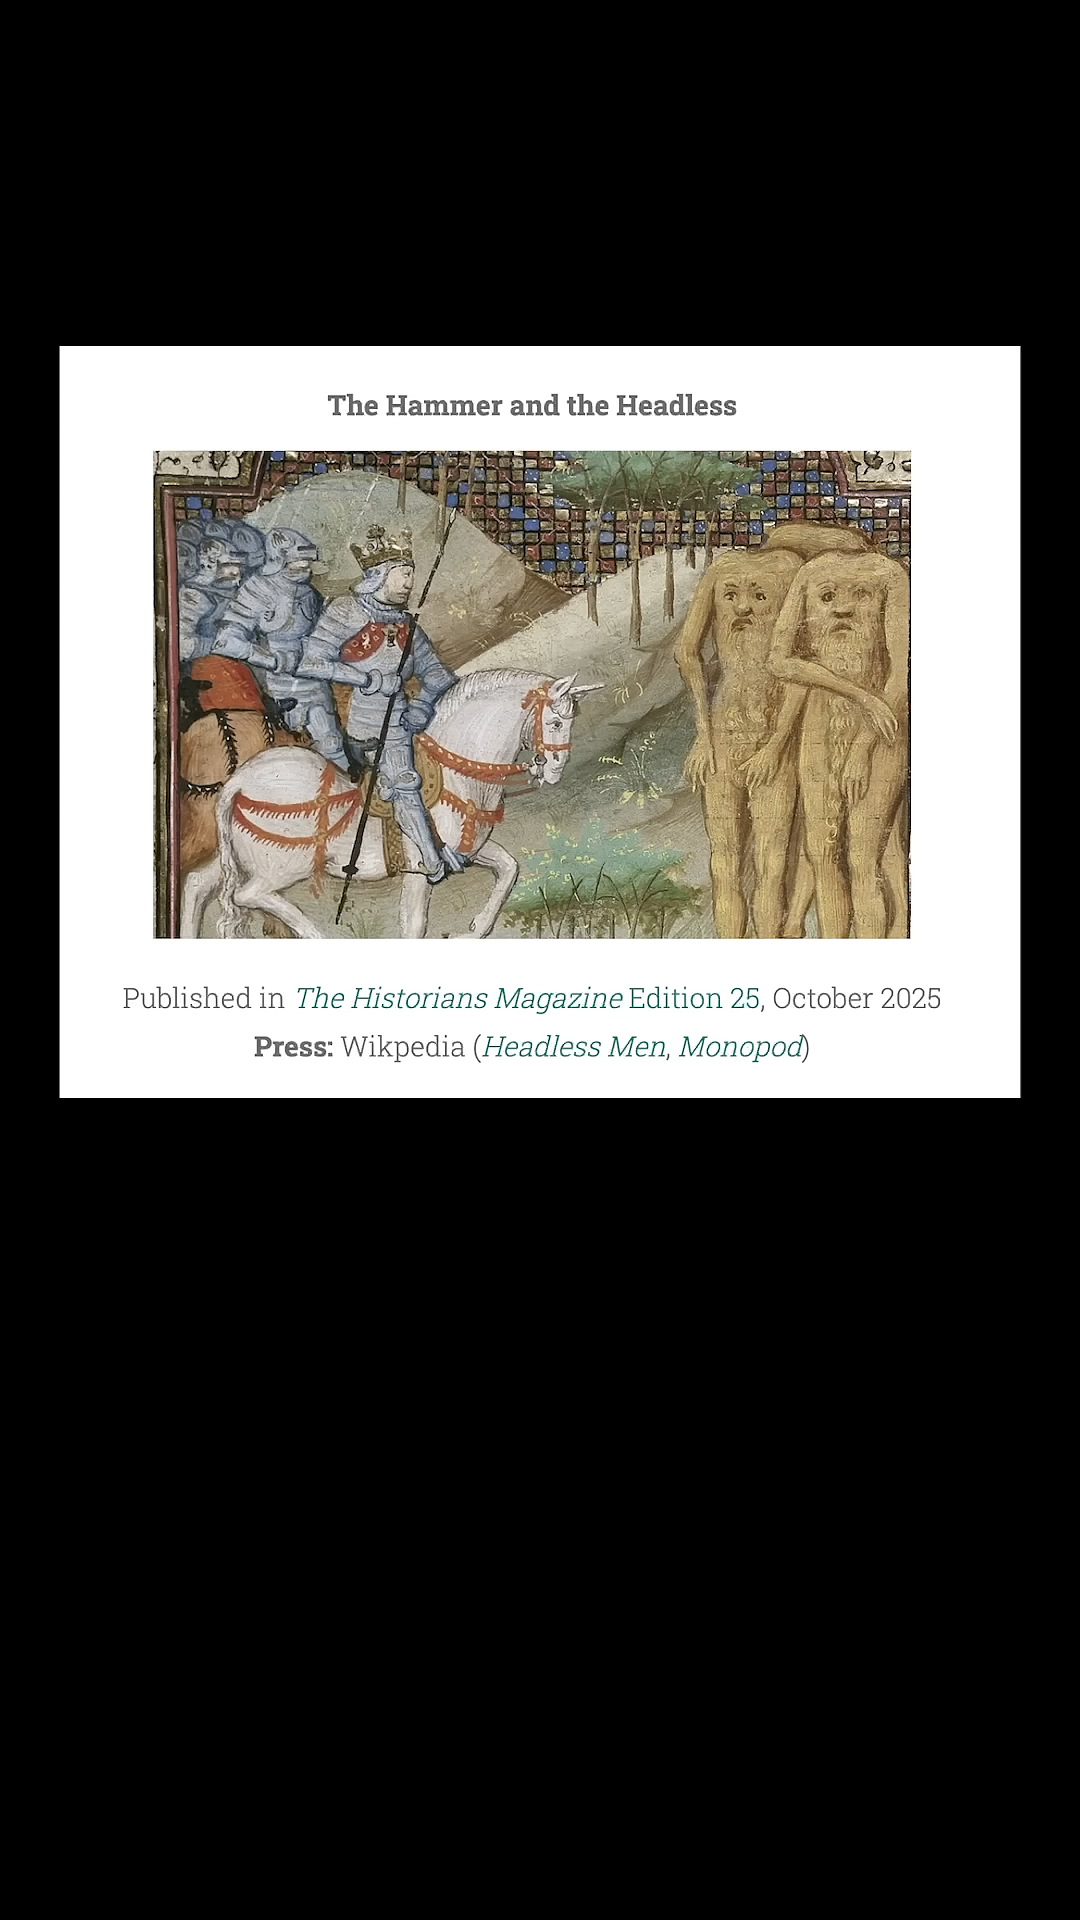 The Hammer and the Headless
Published in The Historians Magazine Edition 25, October 2025
Press: Wikpedia (Headless Men, Monopod)